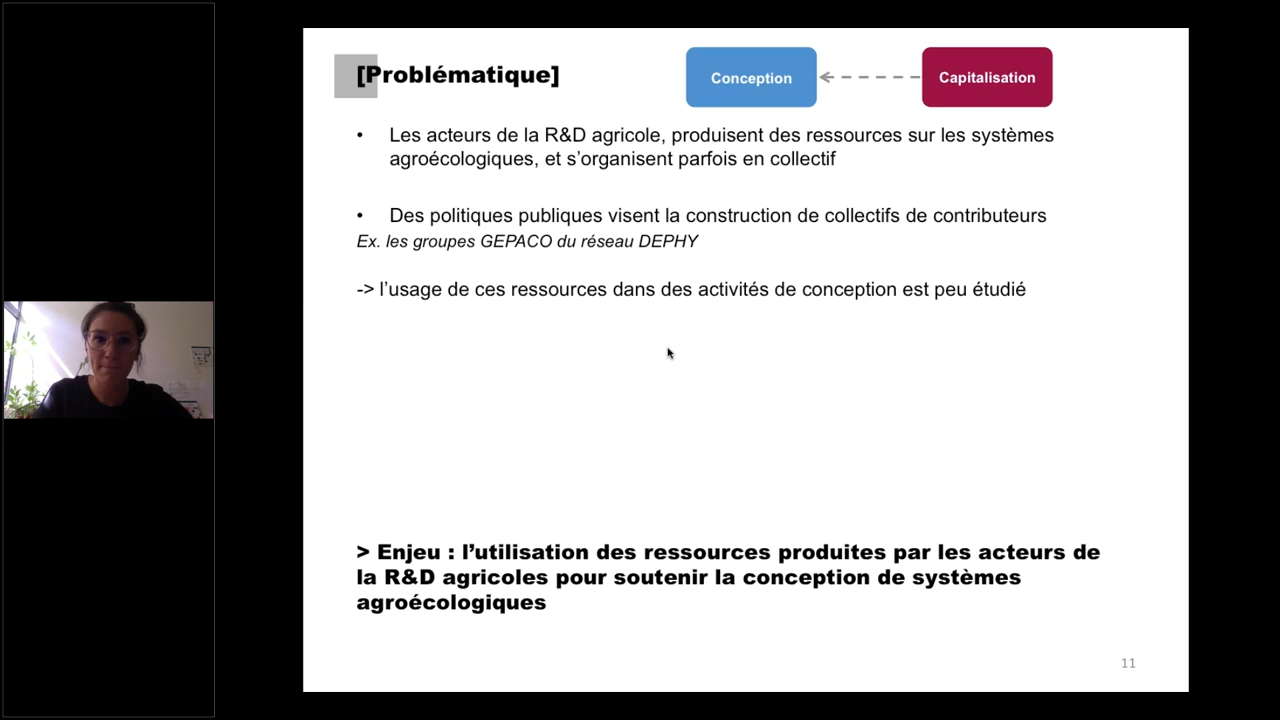 [Problématique]
Conception
Capitalisation
• Les acteurs de la R&D agricole, produisent des ressources sur les systèmes
agroécologiques, et s’organisent parfois en collectif
• Des politiques publiques visent la construction de collectifs de contributeurs
Ex. les groupes GEPACO du réseau DEPHY
-> l’usage de ces ressources dans des activités de conception est peu étudié
> Enjeu : l’utilisation des ressources produites par les acteurs de
la R&D agricoles pour soutenir la conception de systèmes
agroécologiques
11